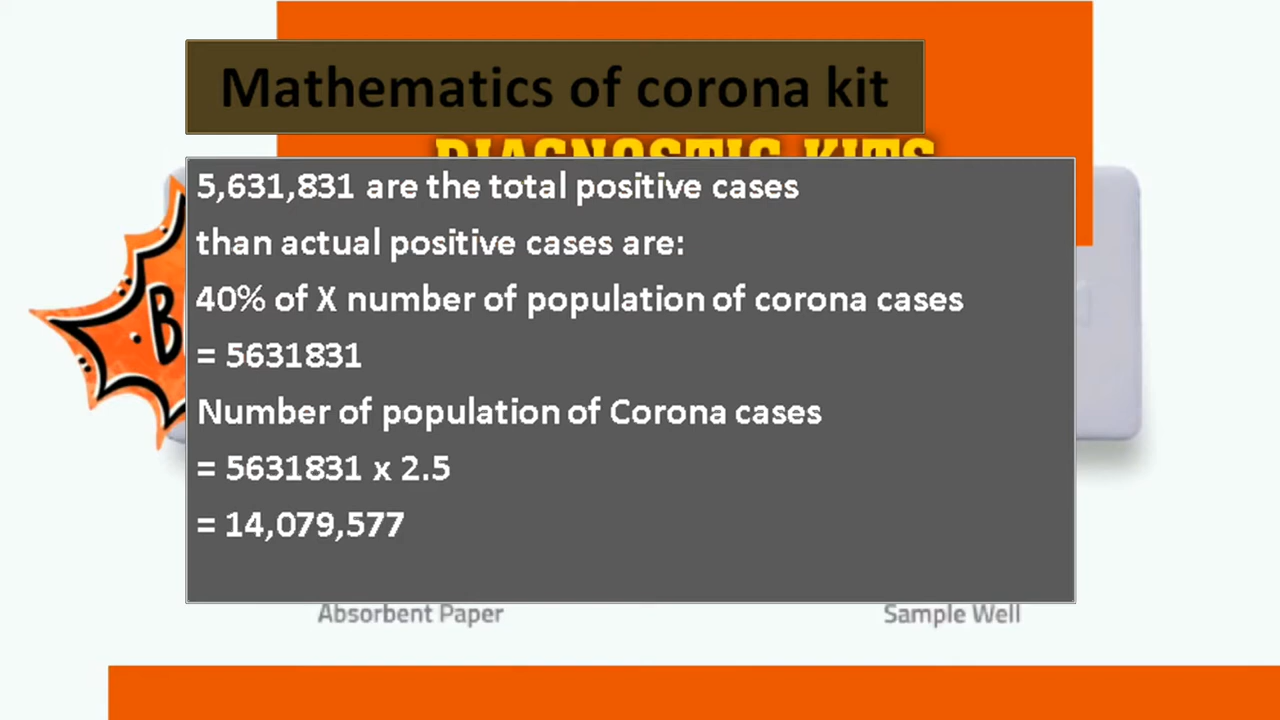 Mathematics of corona kit
DIAGNOSTIC KITS
5,631,831 are the total positive cases
than actual positive cases are:
40% of X number of population of corona cases
= 5631831
Number of population of Corona cases
= 5631831 x 2.5
= 14,079,577
Absorbent Paper
Sample Well